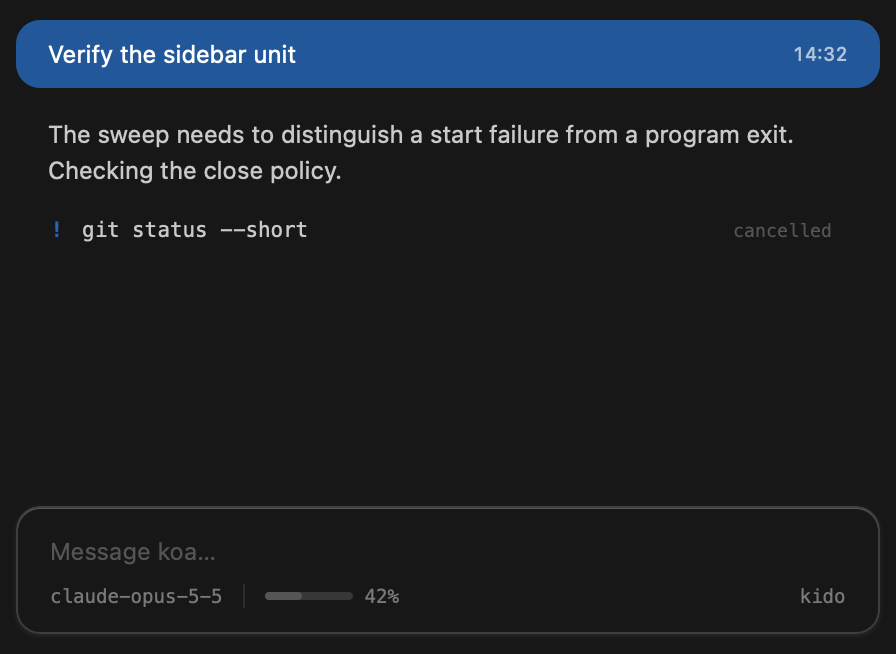 Verify the sidebar unit 14:32
The sweep needs to distinguish a start failure from a program exit.
Checking the close policy.
! git status --short cancelled
Message koa...
claude-opus-5-5 42% kido